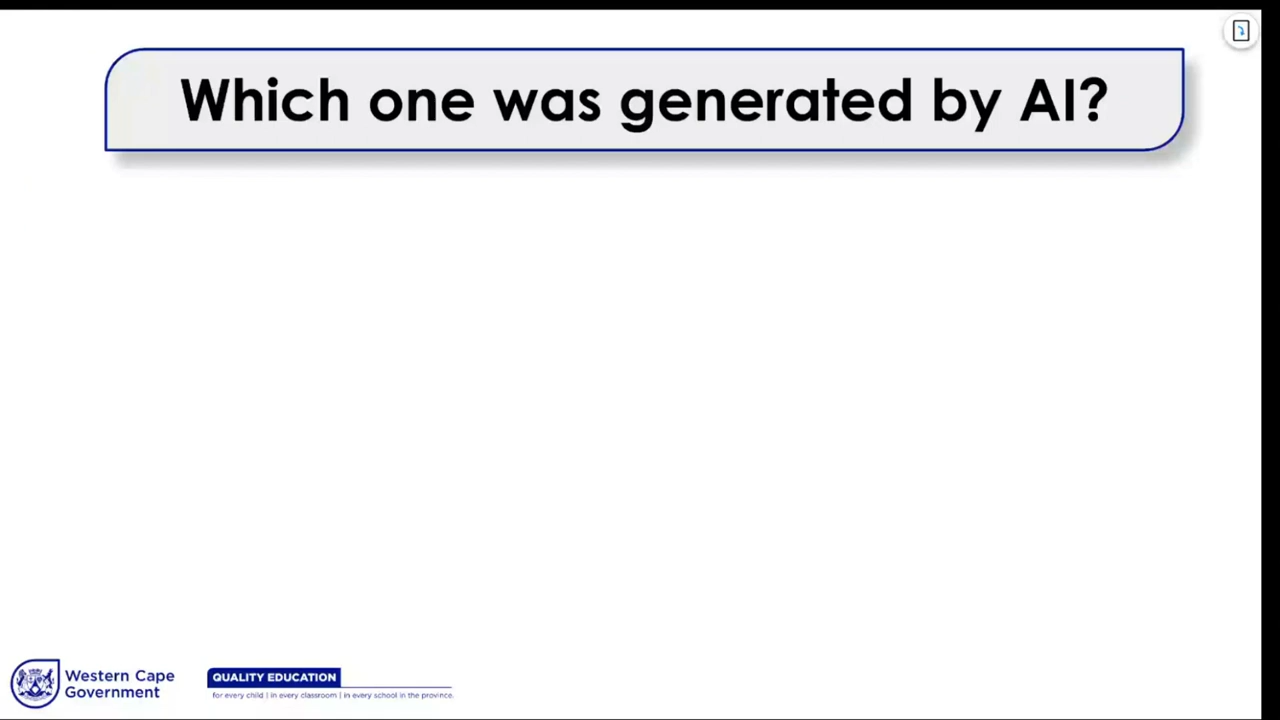 Which one was generated by AI?
Western Cape
Government
QUALITY EDUCATION
for every child | in every classroom | in every school in the province.